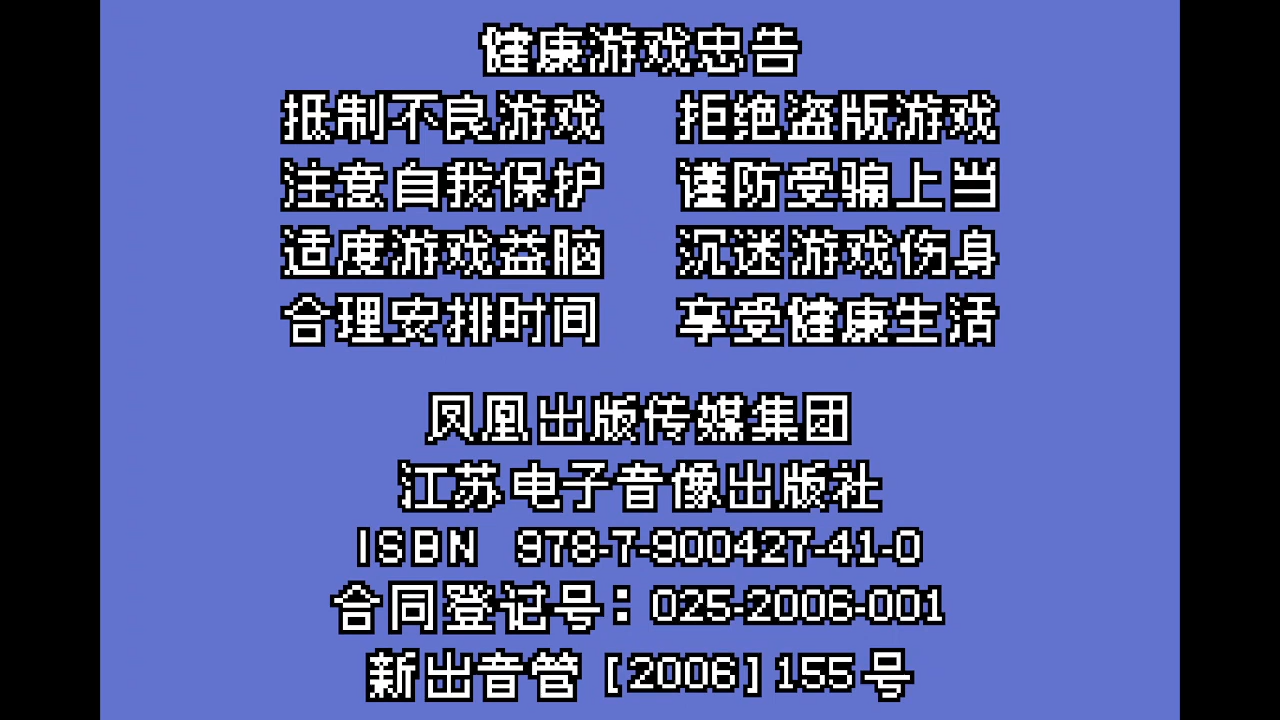 健康游戏忠告
抵制不良游戏 拒绝盗版游戏
注意自我保护 谨防受骗上当
适度游戏益脑 沉迷游戏伤身
合理安排时间 享受健康生活
凤凰出版传媒集团
江苏电子音像出版社
ISBN 978-7-900427-41-0
合同登记号：025-2006-001
新出音管[2006]155号